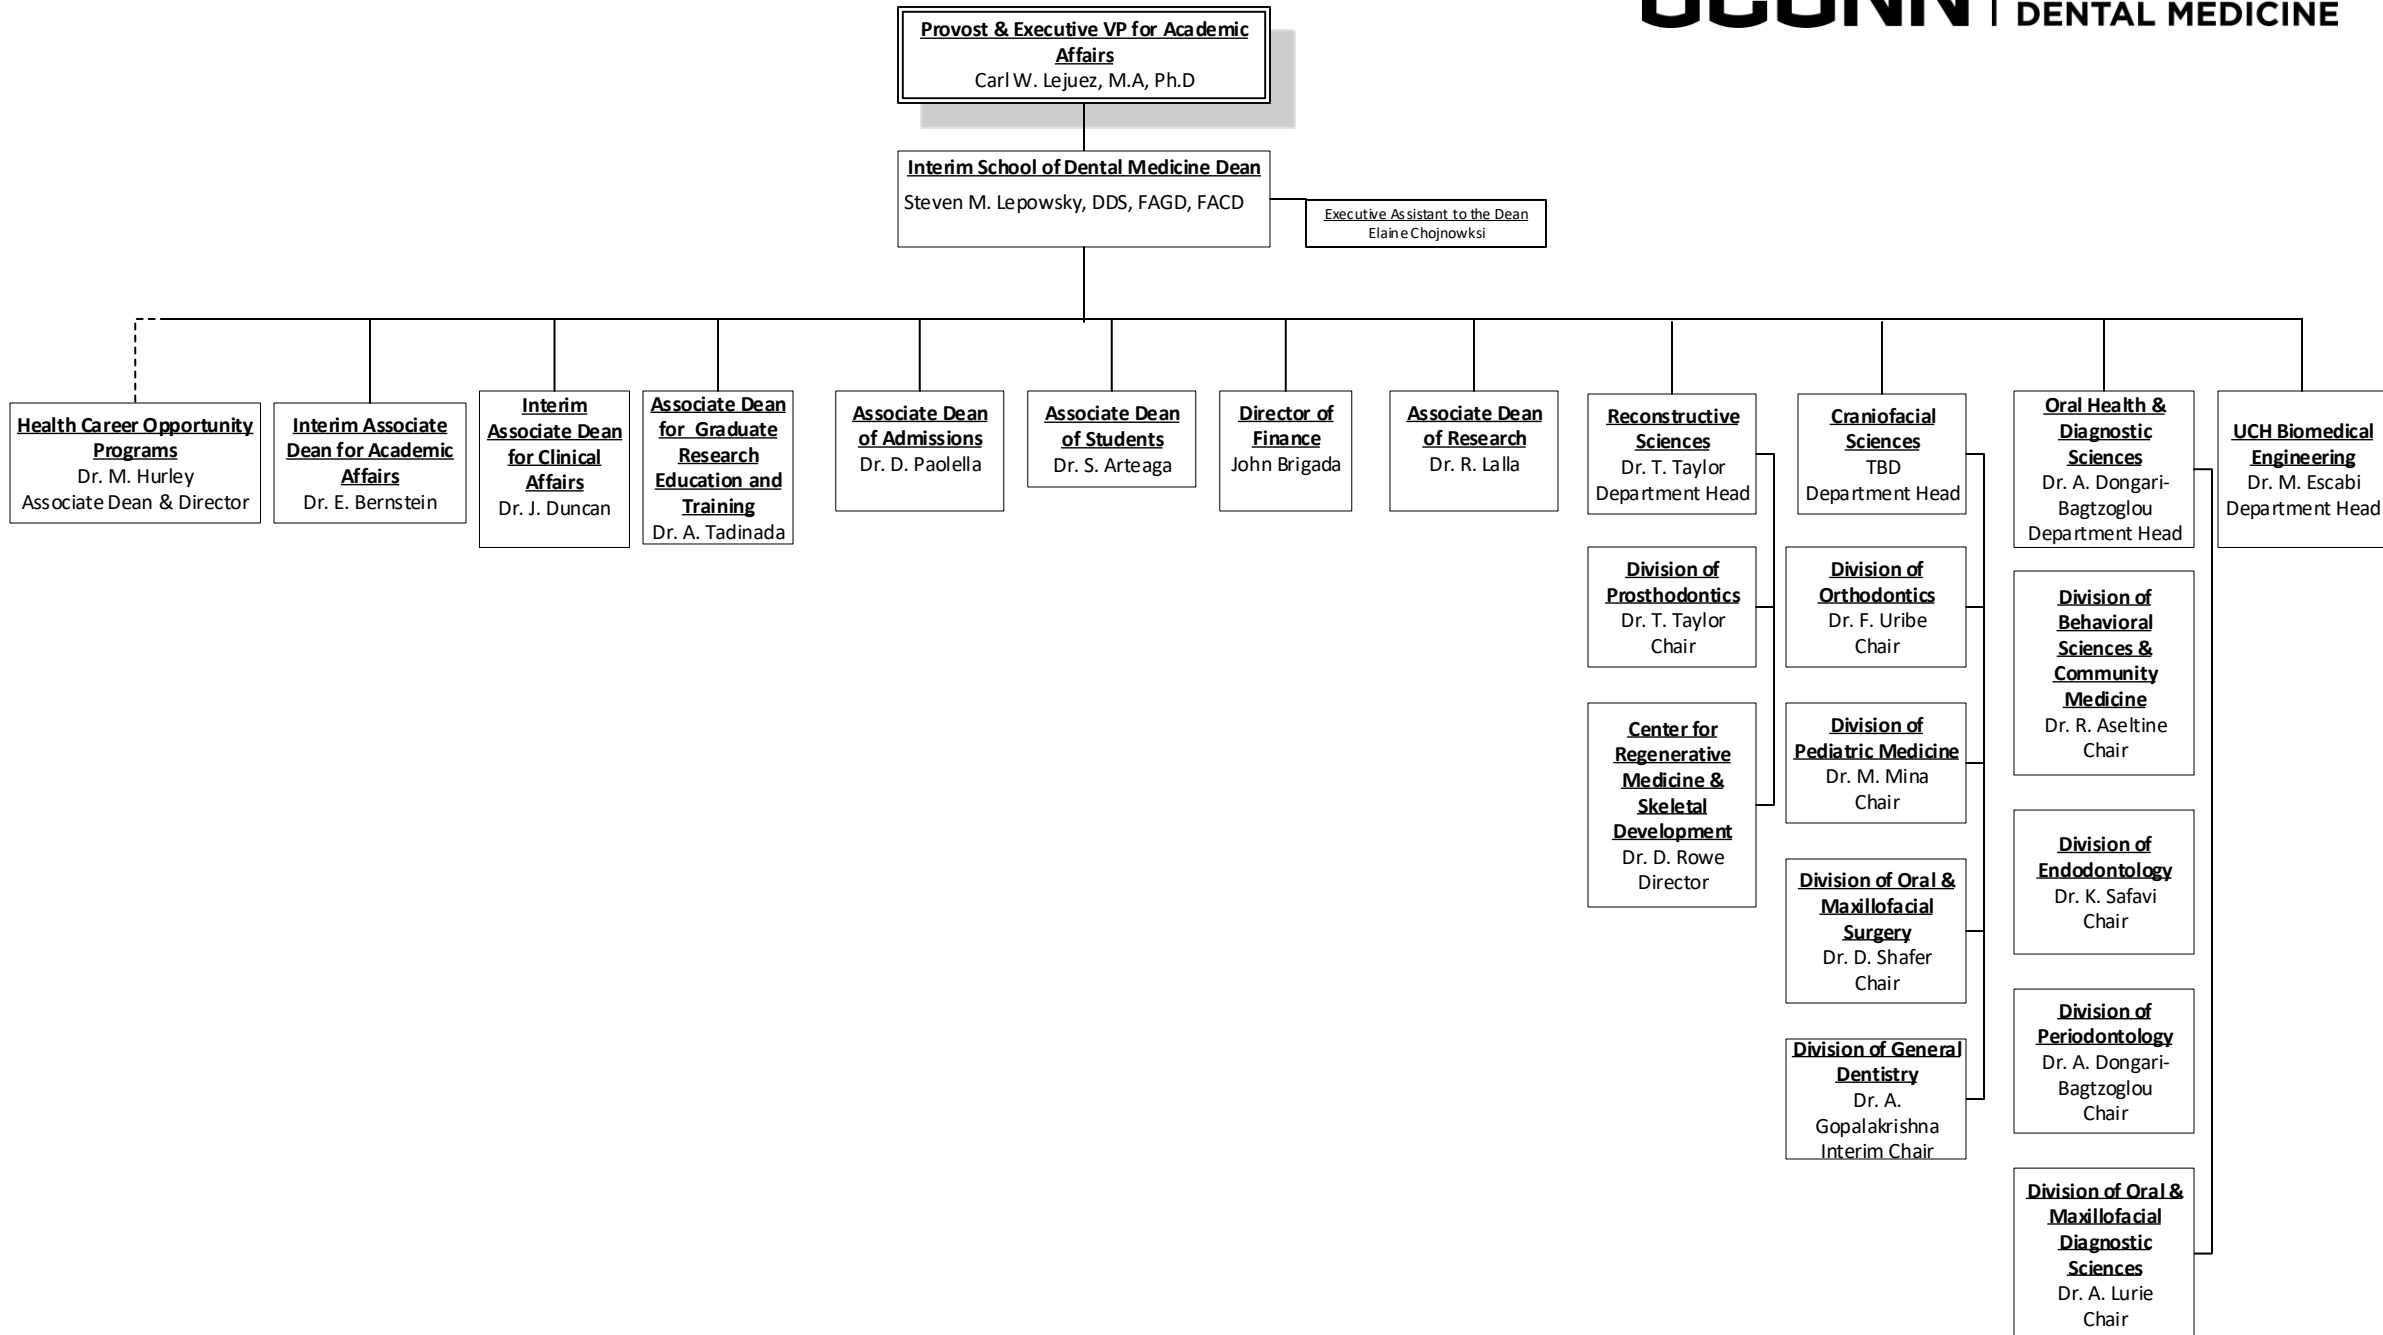 UCONN | DENTAL MEDICINE
Provost & Executive VP for Academic
Affairs
Carl W. Lejuez, M.A, Ph.D
Interim School of Dental Medicine Dean
Steven M. Lepowsky, DDS, FAGD, FACD
Executive Assistant to the Dean
Elaine Chojnowksi
Health Career Opportunity
Programs
Dr. M. Hurley
Associate Dean & Director
Interim Associate
Dean for Academic
Affairs
Dr. E. Bernstein
Interim
Associate Dean
for Clinical
Affairs
Dr. J. Duncan
Associate Dean
for Graduate
Research
Education and
Training
Dr. A. Tadinada
Associate Dean
of Admissions
Dr. D. Paolella
Associate Dean
of Students
Dr. S. Arteaga
Director of
Finance
John Brigada
Associate Dean
of Research
Dr. R. Lalla
Reconstructive
Sciences
Dr. T. Taylor
Department Head
Division of
Prosthodontics
Dr. T. Taylor
Chair
Center for
Regenerative
Medicine &
Skeletal
Development
Dr. D. Rowe
Director
Craniofacial
Sciences
TBD
Department Head
Division of
Orthodontics
Dr. F. Uribe
Chair
Division of
Pediatric Medicine
Dr. M. Mina
Chair
Division of Oral &
Maxillofacial
Surgery
Dr. D. Shafer
Chair
Division of General
Dentistry
Dr. A.
Gopalakrishna
Interim Chair
Oral Health &
Diagnostic
Sciences
Dr. A. Dongari-
Bagtzoglou
Department Head
Division of
Behavioral
Sciences &
Community
Medicine
Dr. R. Aseltine
Chair
Division of
Endodontology
Dr. K. Safavi
Chair
Division of
Periodontology
Dr. A. Dongari-
Bagtzoglou
Chair
Division of Oral &
Maxillofacial
Diagnostic
Sciences
Dr. A. Lurie
Chair
UCH Biomedical
Engineering
Dr. M. Escabi
Department Head